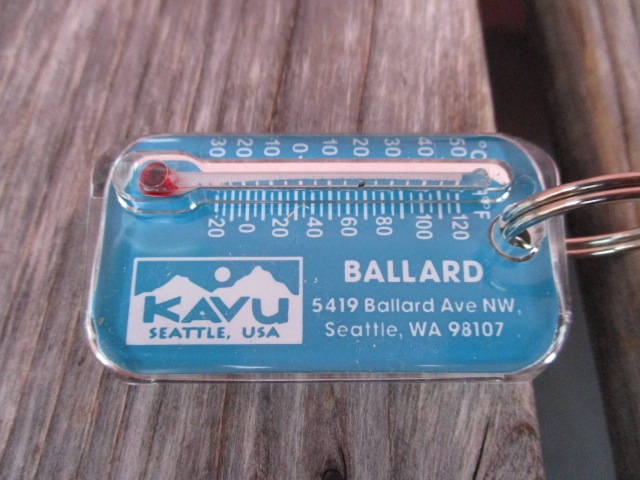 30 20 10 0 10 20 30 40 50 °C
20 0 20 40 60 80 100 120 °F
KAVU
SEATTLE, USA
BALLARD
5419 Ballard Ave NW,
Seattle, WA 98107